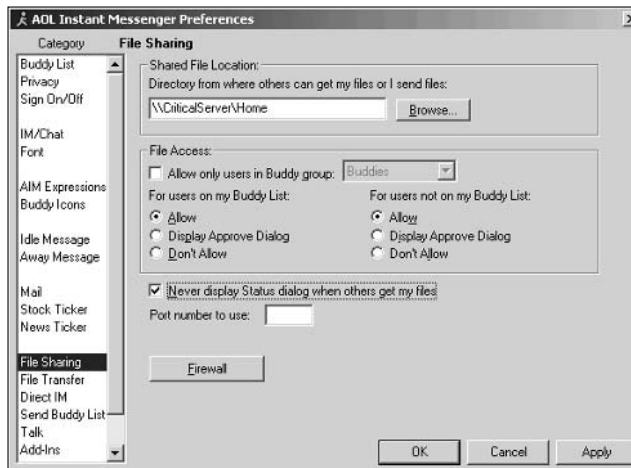 AOL Instant Messenger Preferences
Category
File Sharing
Buddy List
Privacy
Sign On/Off
IM/Chat
Font
AIM Expressions
Buddy Icons
Idle Message
Away Message
Mail
Stock Ticker
News Ticker
File Sharing
File Transfer
Direct IM
Send Buddy List
Talk
Add-Ins
Shared File Location:
Directory from where others can get my files or I send files:
\\CriticalServer\Home
Browse...
File Access:
Allow only users in Buddy group:
Buddies
For users on my Buddy List:
For users not on my Buddy List:
Allow
Allow
Display Approve Dialog
Display Approve Dialog
Don't Allow
Don't Allow
Never display Status dialog when others get my files
Port number to use:
Firewall
OK
Cancel
Apply